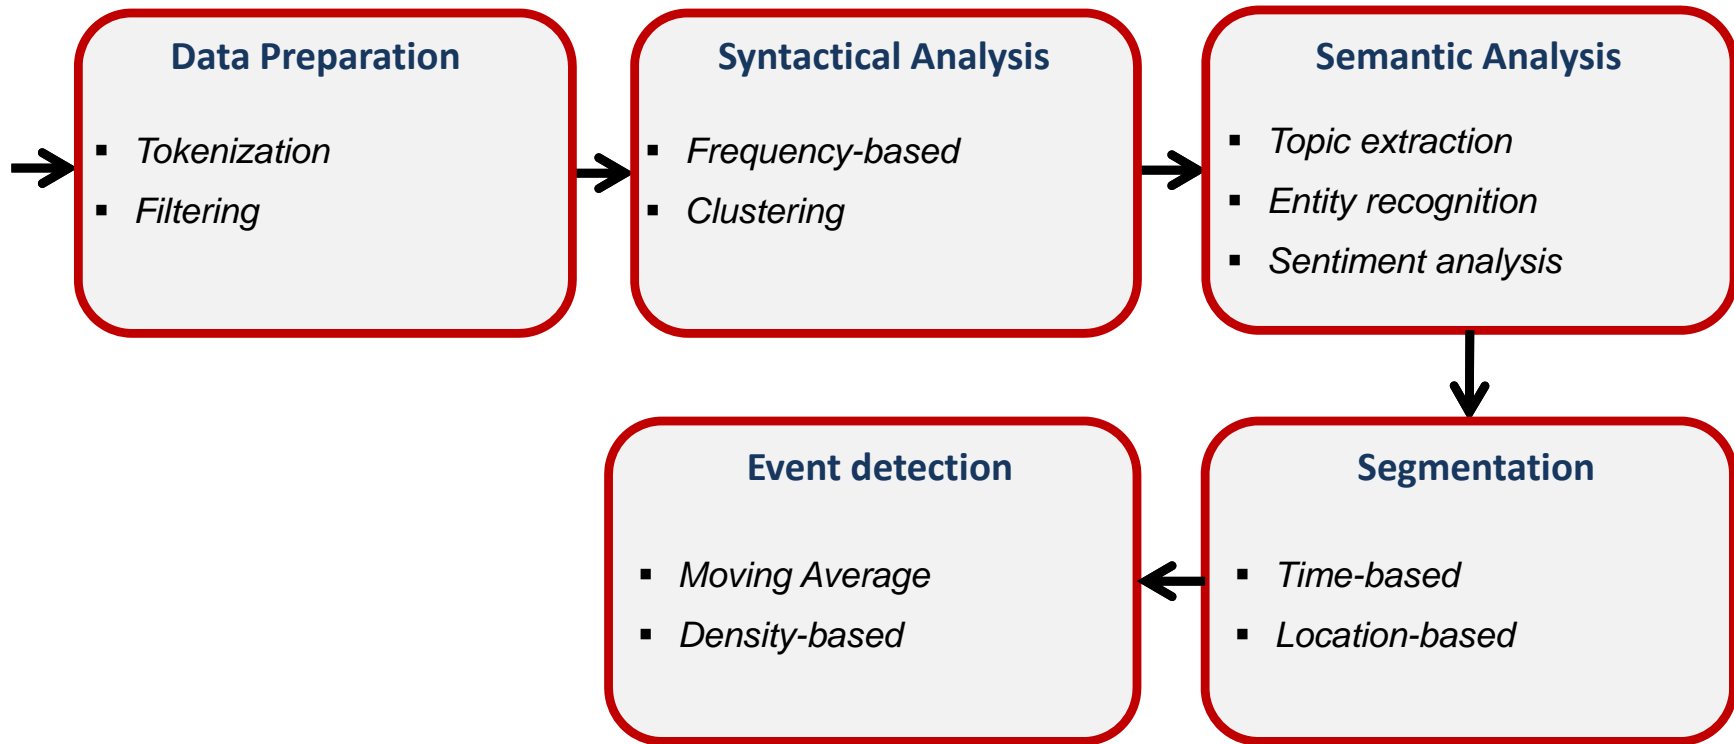 Data Preparation
▪ Tokenization
▪ Filtering
Syntactical Analysis
▪ Frequency-based
▪ Clustering
Semantic Analysis
▪ Topic extraction
▪ Entity recognition
▪ Sentiment analysis
Segmentation
▪ Time-based
▪ Location-based
Event detection
▪ Moving Average
▪ Density-based